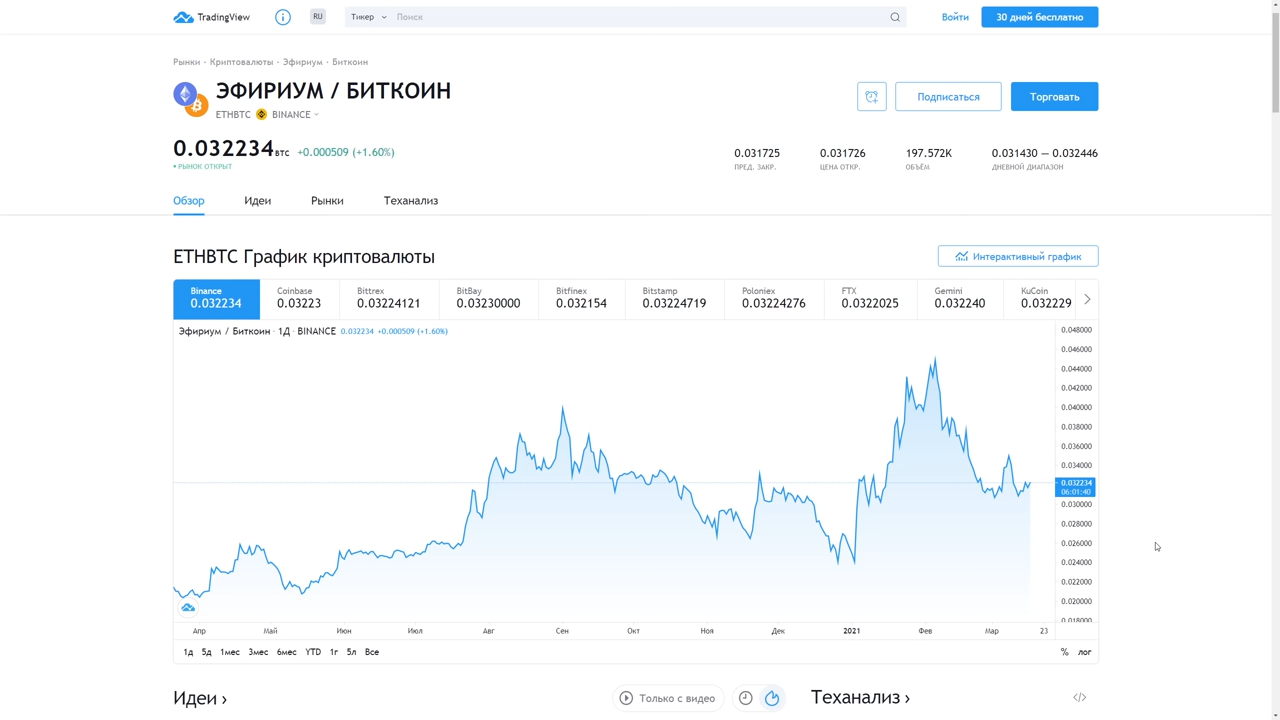 TradingView
RU
Тикер
Поиск
Войти
30 дней бесплатно
Рынки · Криптовалюты · Эфириум · Биткоин
ЭФИРИУМ / БИТКОИН
ETHBTC BINANCE
Подписаться
Торговать
0.032234 BTC +0.000509 (+1.60%)
• РЫНОК ОТКРЫТ
0.031725 0.031726 197.572K 0.031430 — 0.032446
ПРЕД. ЗАКР. ЦЕНА ОТКР. ОБЪЁМ ДНЕВНОЙ ДИАПАЗОН
Обзор Идеи Рынки Теханализ
ETHBTC График криптовалюты
Интерактивный график
Binance Coinbase Bittrex BitBay Bitfinex Bitstamp Poloniex FTX Gemini KuCoin
0.032234 0.03223 0.03224121 0.03230000 0.032154 0.03224719 0.03224276 0.0322025 0.032240 0.032229
Эфириум / Биткоин · 1Д · BINANCE 0.032234 +0.000509 (+1.60%)
0.048000
0.046000
0.044000
0.042000
0.040000
0.038000
0.036000
0.034000
0.032234
06:01:40
0.030000
0.028000
0.026000
0.024000
0.022000
0.020000
0.018000
Апр Май Июн Июл Авг Сен Окт Ноя Дек 2021 Фев Мар 23
1д 5д 1мес 3мес 6мес YTD 1г 5л Все
% лог
Идеи ›
Только с видео
Теханализ ›